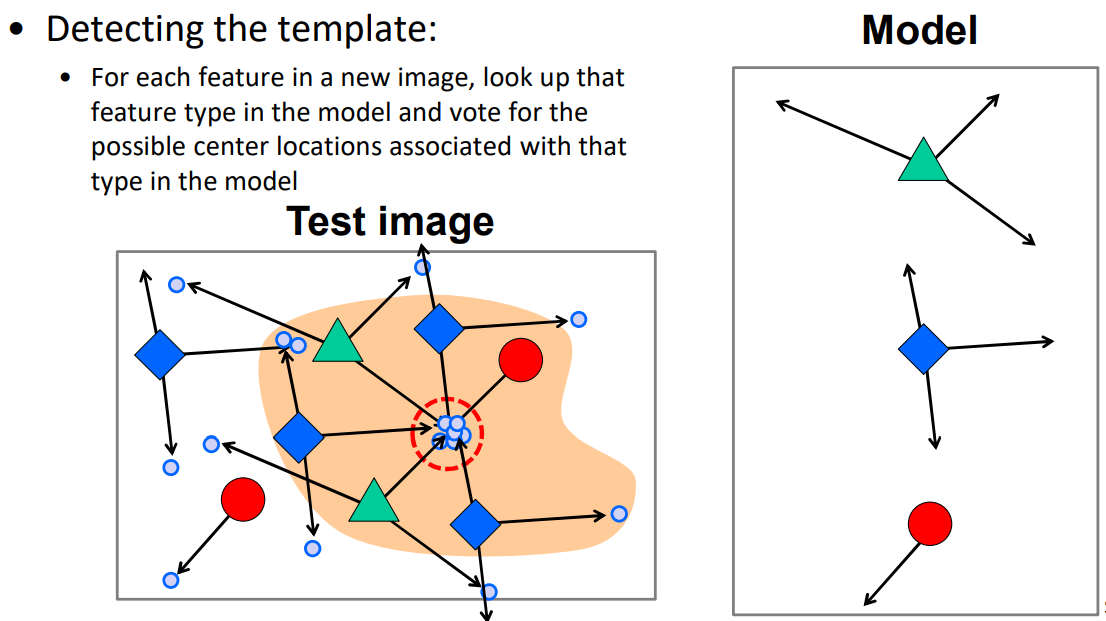 • Detecting the template:
Model
• For each feature in a new image, look up that
feature type in the model and vote for the
possible center locations associated with that
type in the model
Test image